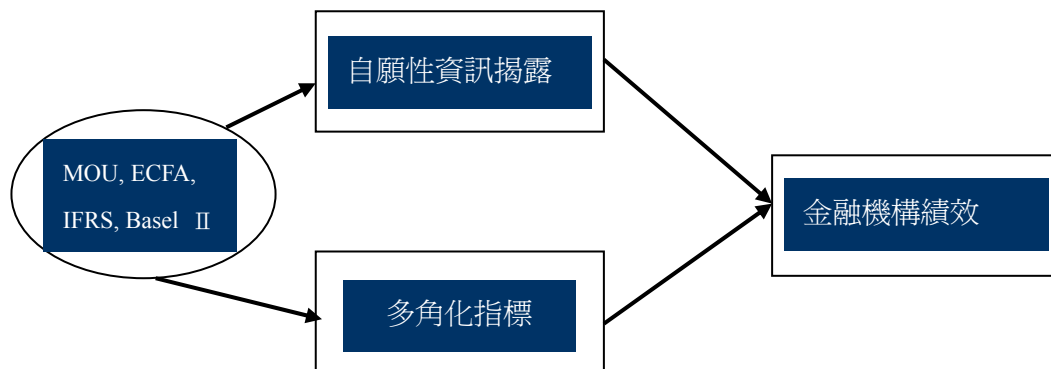 自願性資訊揭露
MOU, ECFA,
IFRS, Basel Ⅱ
金融機構績效
多角化指標